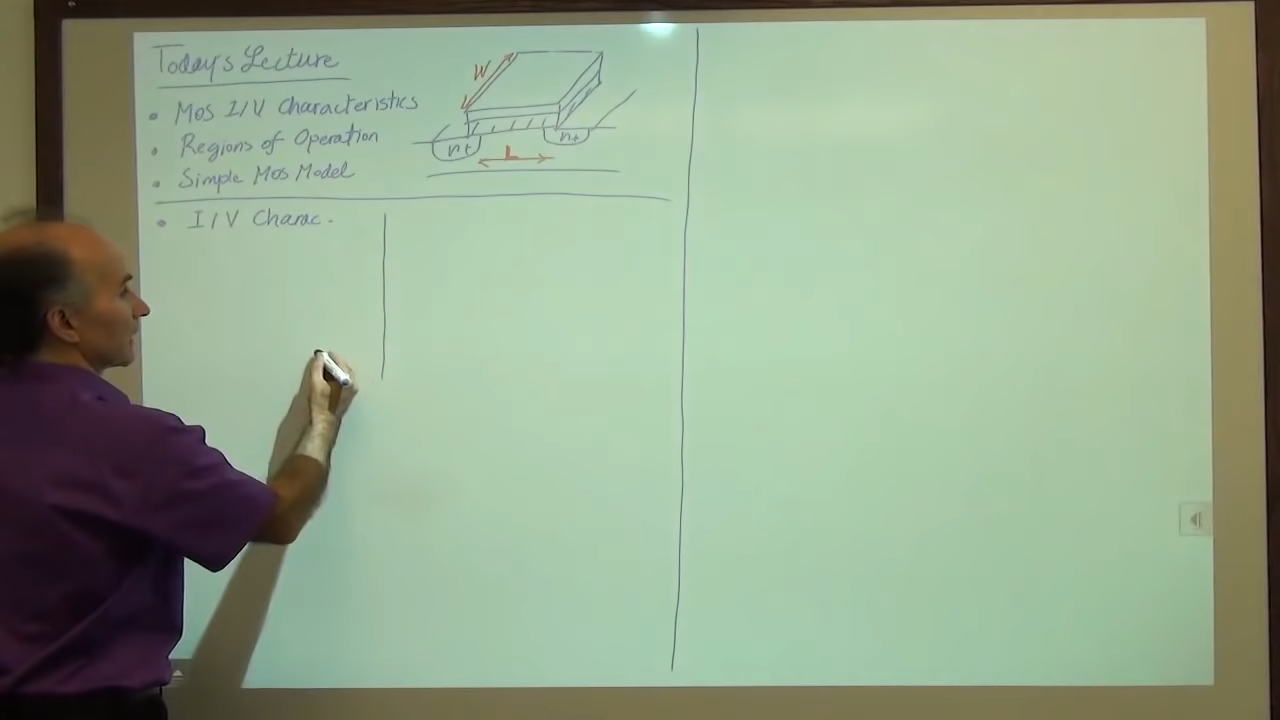 Today's Lecture
• Mos I/V Characteristics
• Regions of Operation
• Simple Mos Model
W
n+
n+
L
• I/V Charac.